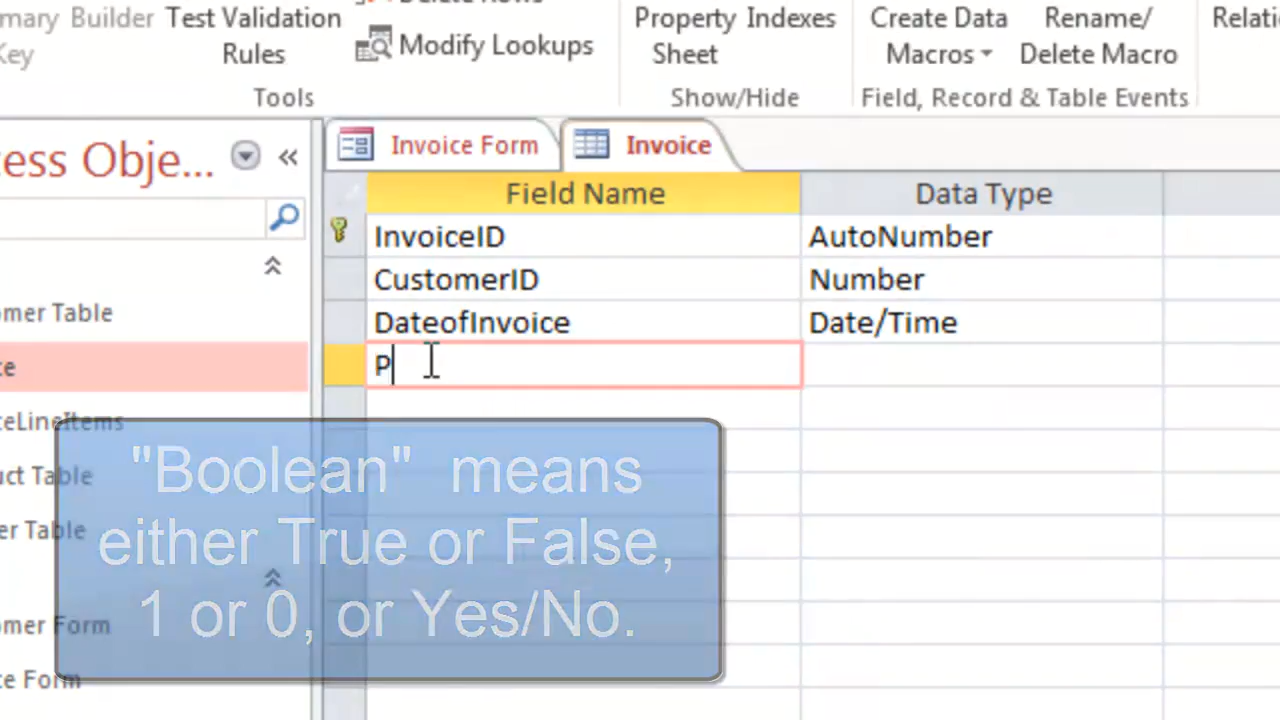 mary Builder Test Validation Property Indexes Create Data Rename/ Relati
Key Rules Modify Lookups Sheet Macros Delete Macro
Tools Show/Hide Field, Record & Table Events
ess Obje... «
Invoice Form Invoice
Field Name Data Type
InvoiceID AutoNumber
CustomerID Number
DateofInvoice Date/Time
P
omer Table
ce
ceLineItems
uct Table
er Table
omer Form
ce Form
"Boolean" means
either True or False,
1 or 0, or Yes/No.